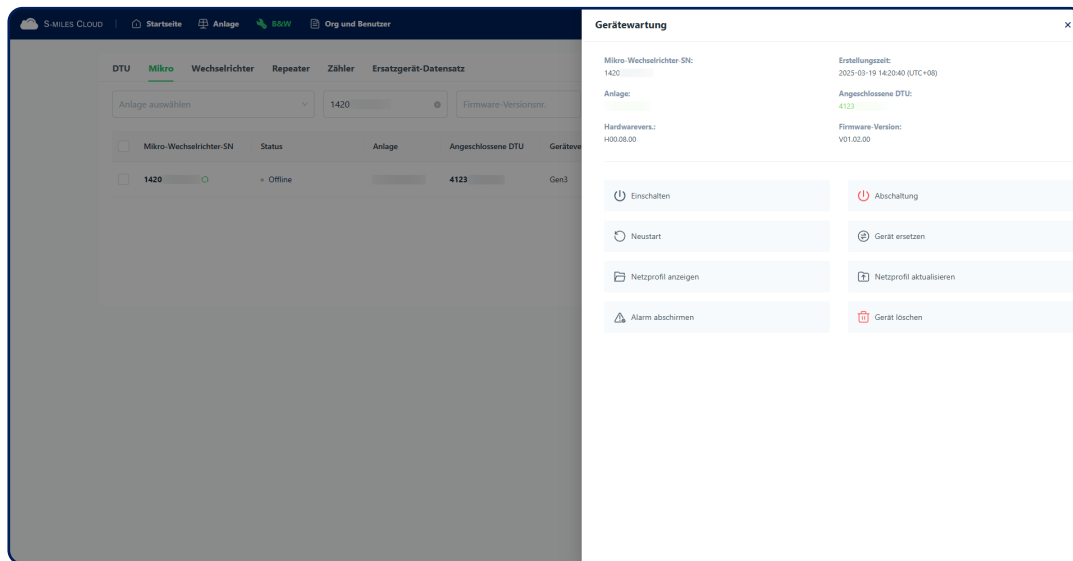 S-MILES CLOUD Startseite Anlage B&W Org und Benutzer
DTU Mikro Wechselrichter Repeater Zähler Ersatzgerät-Datensatz
Anlage auswählen 1420 Firmware-Versionsnr.
Mikro-Wechselrichter-SN Status Anlage Angeschlossene DTU Geräteve
1420 Offline 4123 Gen3
Gerätewartung
Mikro-Wechselrichter-SN: Erstellungszeit:
1420 2025-03-19 14:20:40 (UTC+08)
Anlage: Angeschlossene DTU:
4123
Hardwarevers.: Firmware-Version:
H00.08.00 V01.02.00
Einschalten Abschaltung
Neustart Gerät ersetzen
Netzprofil anzeigen Netzprofil aktualisieren
Alarm abschirmen Gerät löschen